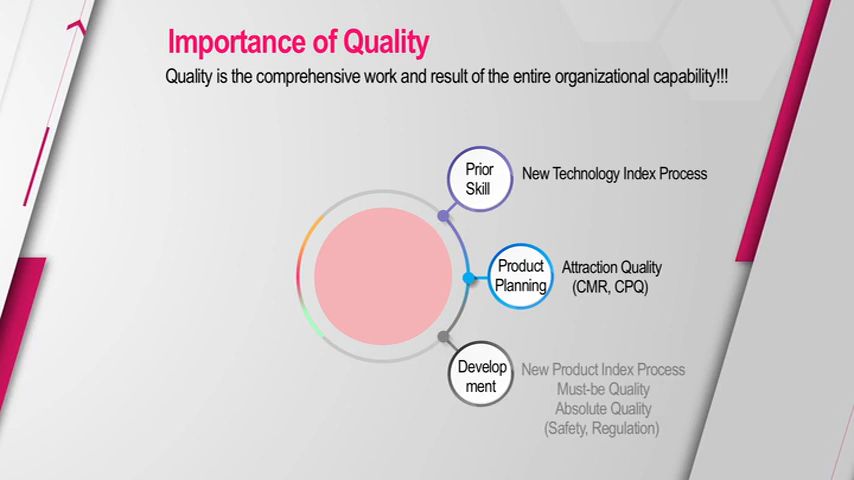 Importance of Quality
Quality is the comprehensive work and result of the entire organizational capability!!!
Prior
Skill
New Technology Index Process
Product
Planning
Attraction Quality
(CMR, CPQ)
Develop
ment
New Product Index Process
Must-be Quality
Absolute Quality
(Safety, Regulation)